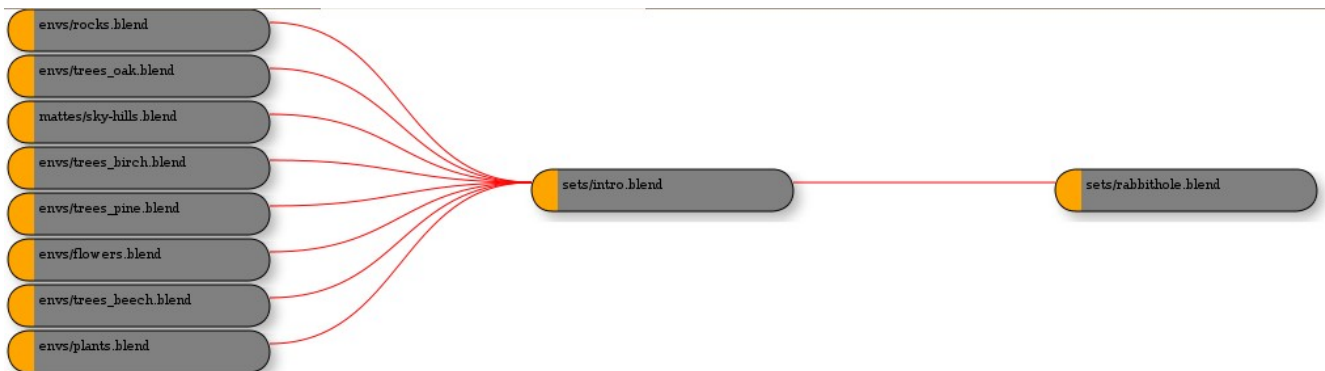 envs/rocks.blend
envs/trees_oak.blend
mattes/sky-hills.blend
envs/trees_birch.blend
envs/trees_pine.blend
envs/flowers.blend
envs/trees_beech.blend
envs/plants.blend
sets/intro.blend
sets/rabbithole.blend